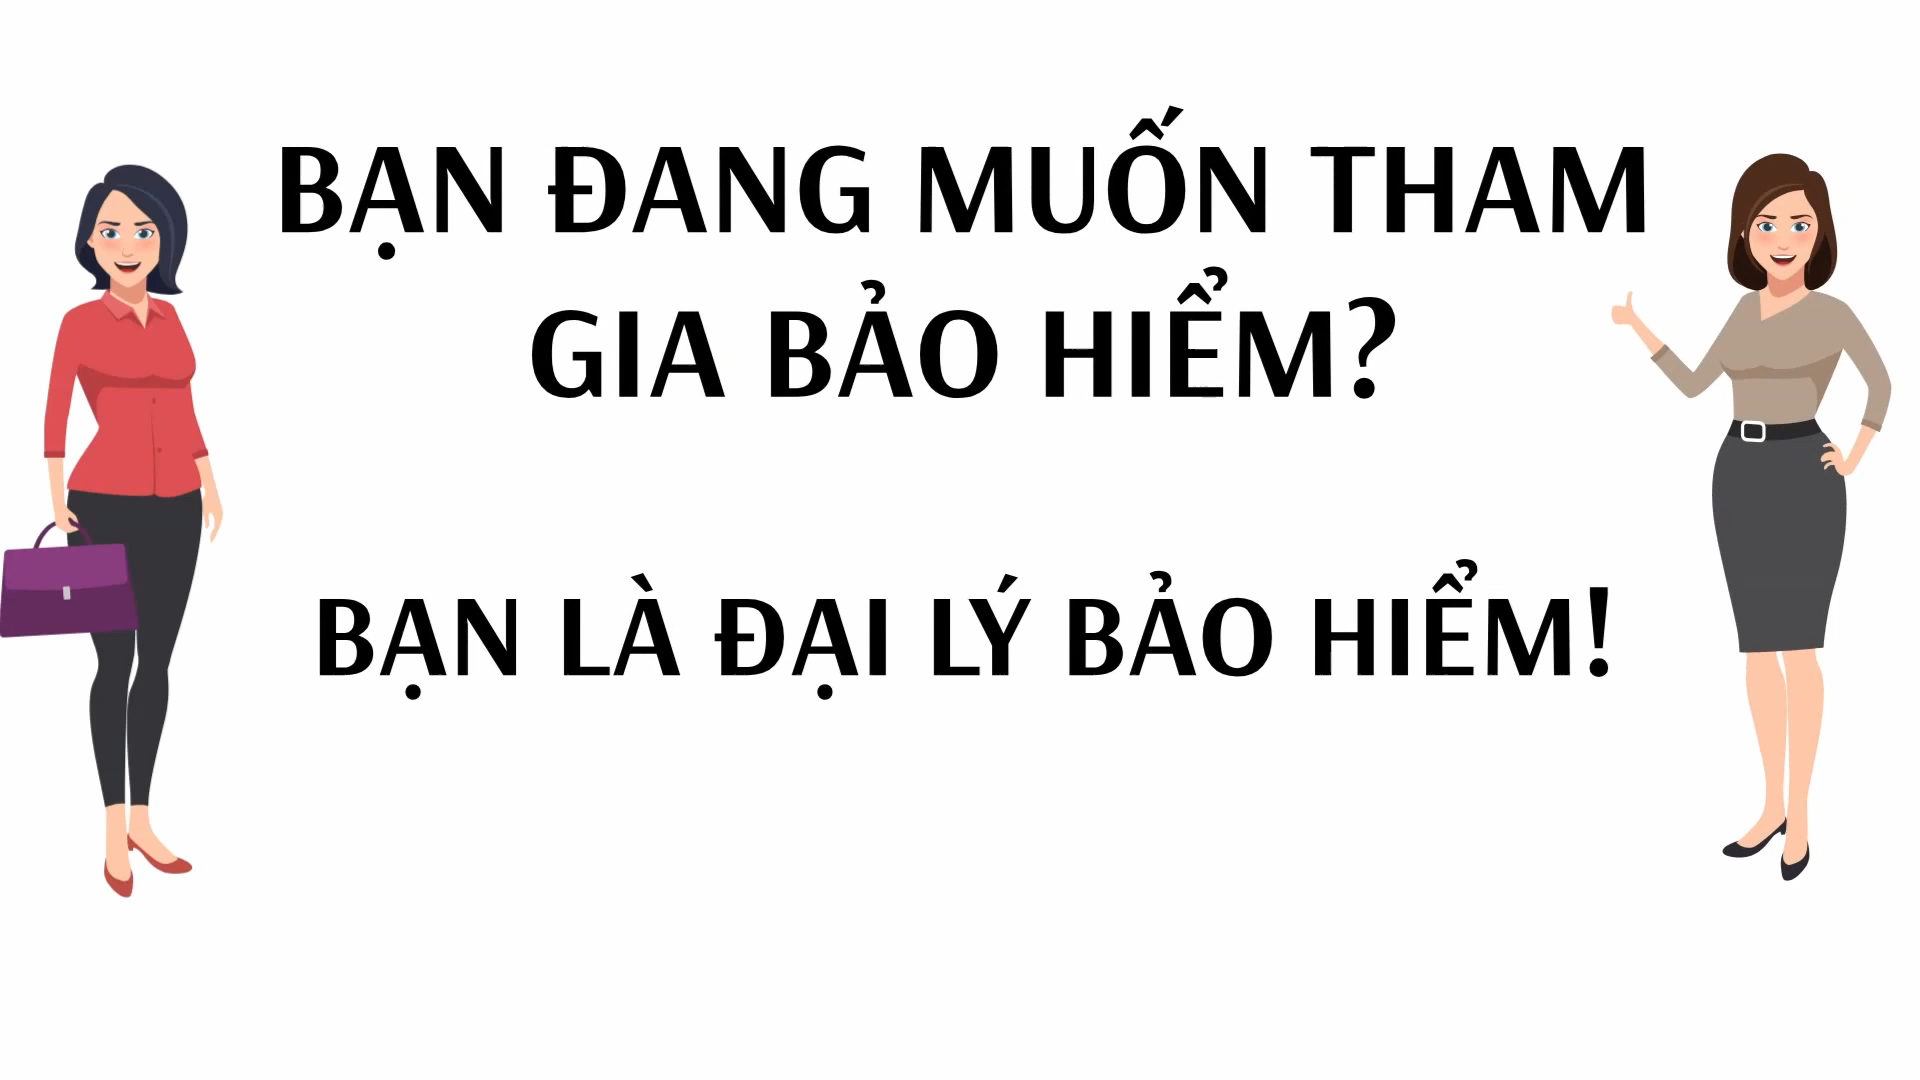 BẠN ĐANG MUỐN THAM
GIA BẢO HIỂM?
BẠN LÀ ĐẠI LÝ BẢO HIỂM!